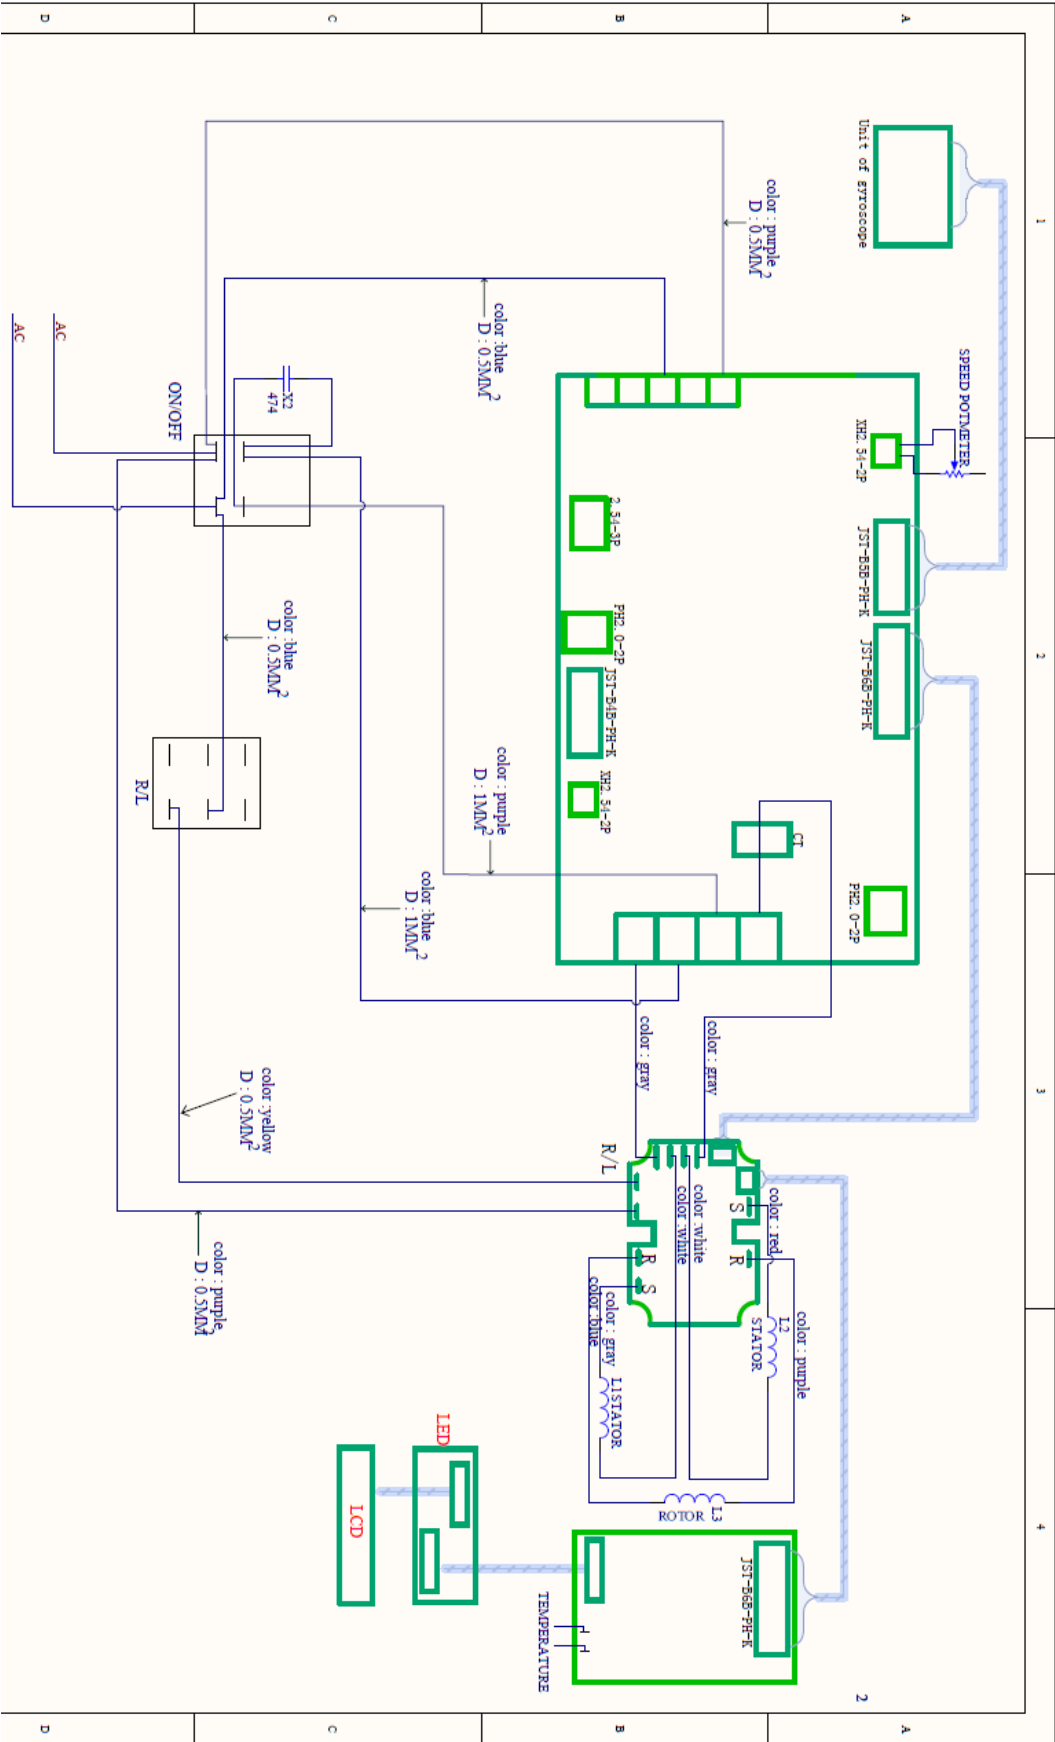 1
2
3
4
A
A
B
B
C
C
D
D
Unit of gyroscope
SPEED POTMETER
XH2.54-2P
JST-B5B-PH-K
JST-B6B-PH-K
color : purple
D : 0.5MM2
color :blue
D : 0.5MM2
2.54-3P
PH2.0-2P
JST-B4B-PH-K
XH2.54-2P
CT
PH2.0-2P
X2
474
ON/OFF
AC
AC
color :blue
D : 0.5MM2
R/L
color : purple
D : 1MM2
color :blue
D : 1MM2
color : gray
color : gray
color :yellow
D : 0.5MM2
color : purple
D : 0.5MM2
R/L
S
R
R
S
color : red
color :white
color :white
color : purple
L2
STATOR
color : gray
color :blue
L1STATOR
L3
ROTOR
JST-B6B-PH-K
TEMPERATURE
LED
LCD
2